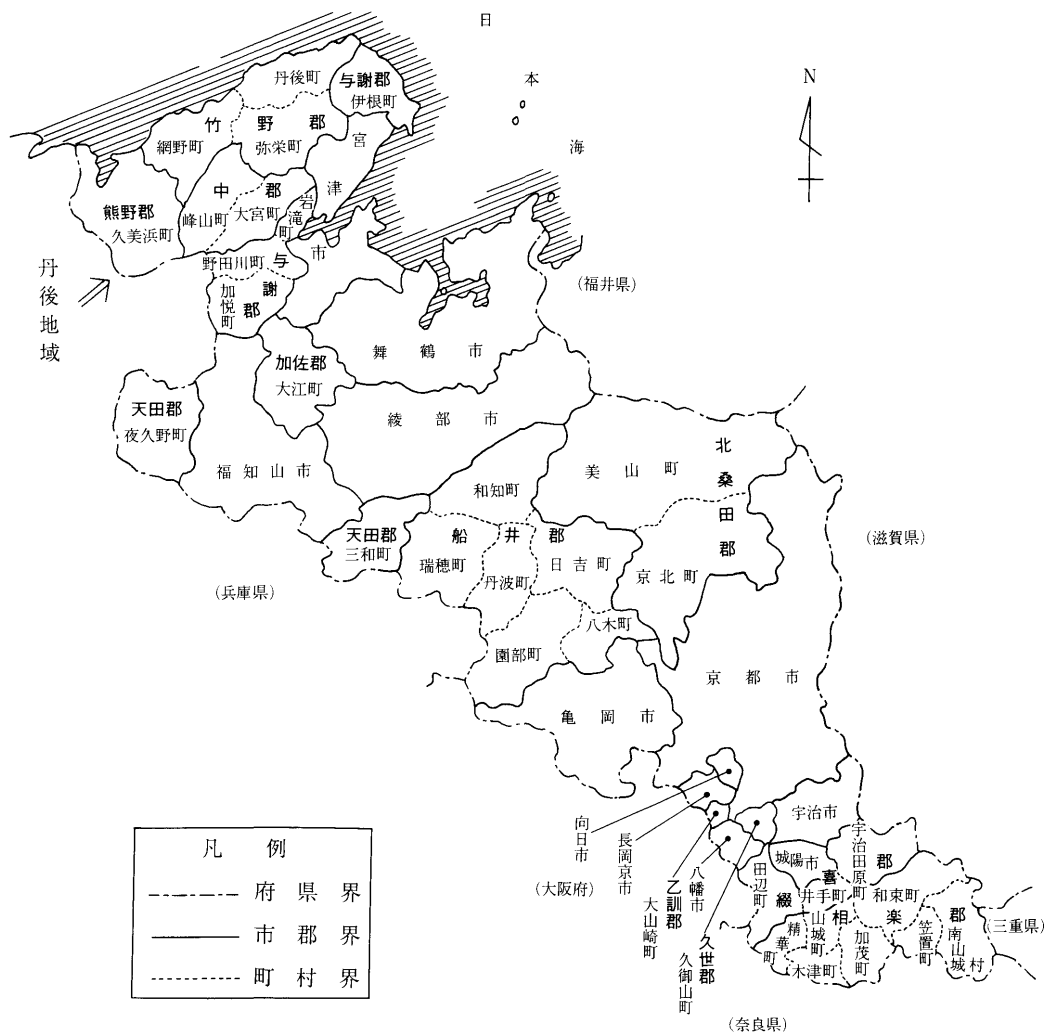 日本海
N
丹後町
与謝郡
伊根町
竹野郡
網野町
弥栄町
宮津市
中郡
峰山町
大宮町
岩滝町
熊野郡
久美浜町
野田川町
与謝郡
加悦町
丹後地域
(福井県)
舞鶴市
加佐郡
大江町
天田郡
夜久野町
福知山市
綾部市
北桑田郡
美山町
京北町
和知町
天田郡
三和町
船井郡
瑞穂町
丹波町
日吉町
八木町
園部町
(兵庫県)
(滋賀県)
京都市
亀岡市
向日市
長岡京市
(大阪府)
乙訓郡
大山崎町
八幡市
久世郡
久御山町
宇治市
城陽市
綴喜郡
田辺町
井手町
宇治田原町
相楽郡
山城町
精華町
木津町
加茂町
和束町
笠置町
南山城村
(三重県)
(奈良県)
凡例
府県界
市郡界
町村界